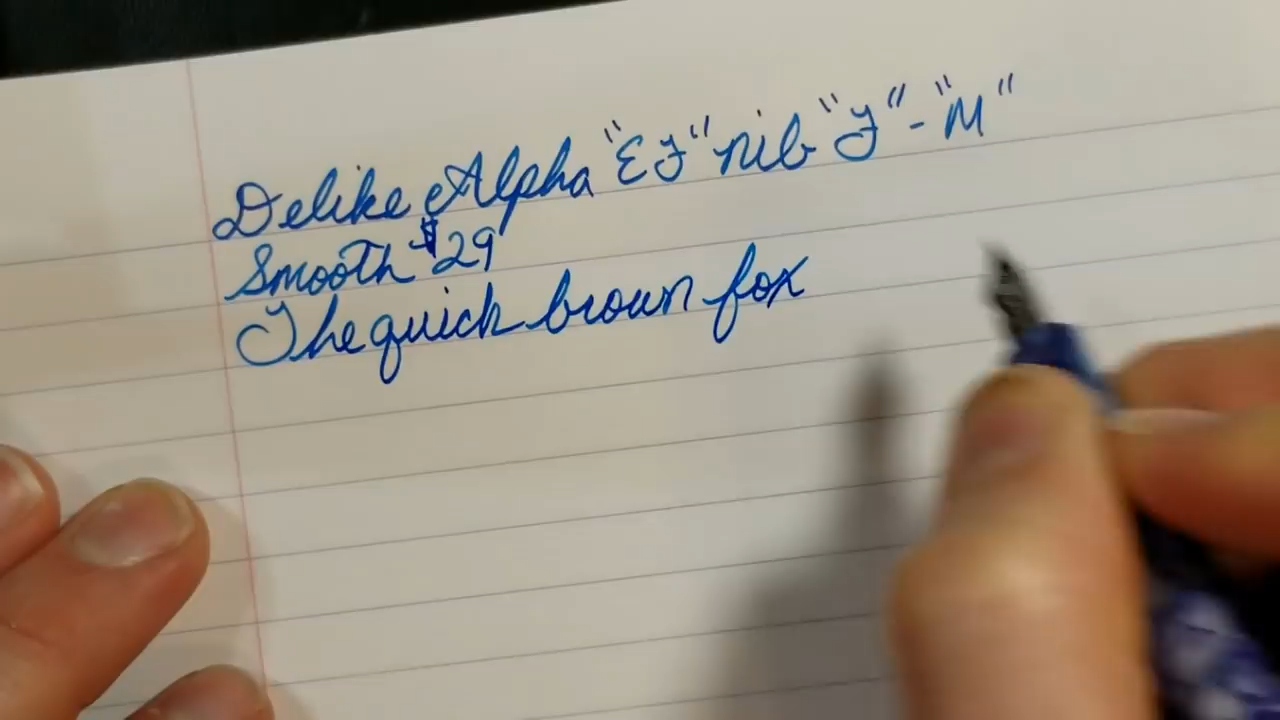 Delike Alpha "EF" nib "F" - "M"
Smooth $29
The quick brown fox